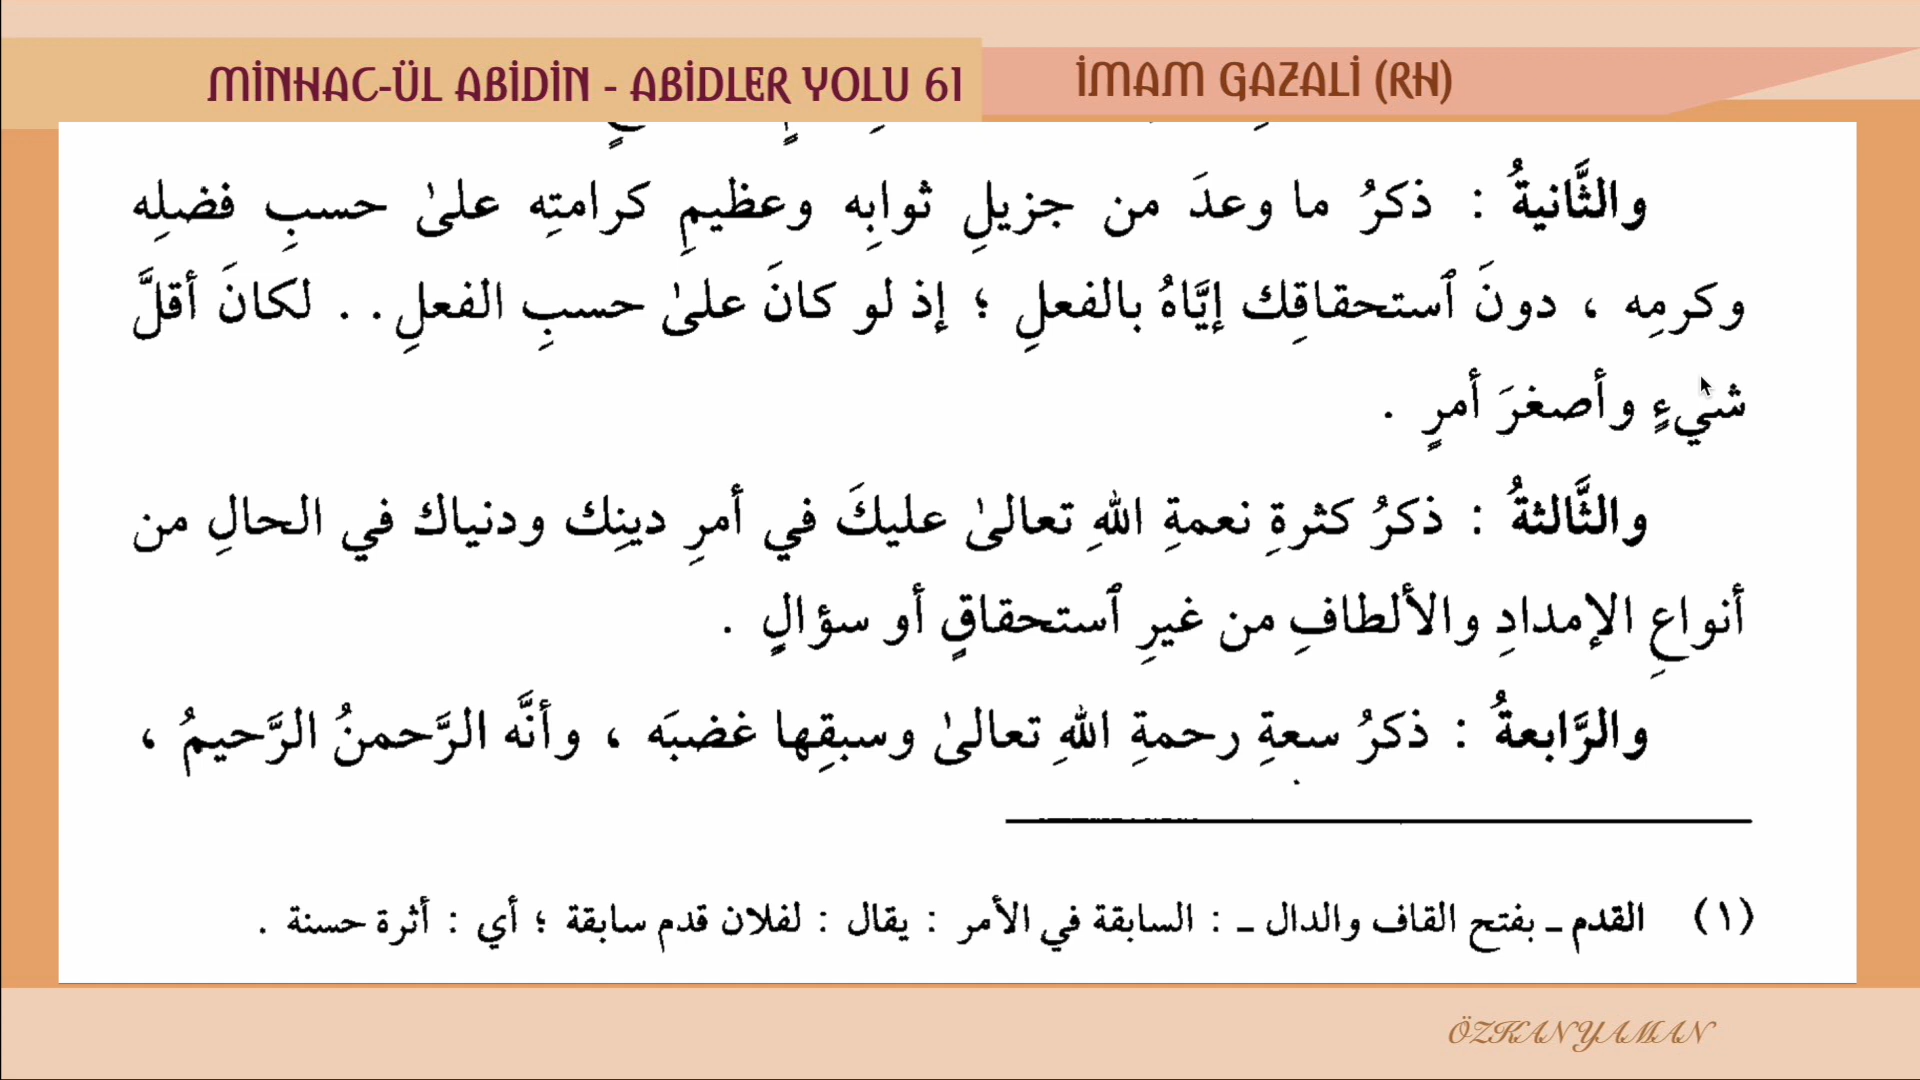 MİNHAC-ÜL ABİDİN - ABİDLER YOLU 61
İMAM GAZALİ (RH)
والثَّانيةُ : ذكرُ ما وعدَ من جزيلِ ثوابِه وعظيمِ كرامتِه علىٰ حسبِ فضلِه
وكرمِه ، دونَ ٱستحقاقِك إيَّاهُ بالفعلِ ؛ إذ لو كانَ علىٰ حسبِ الفعلِ . . لكانَ أقلَّ
شيءٍ وأصغرَ أمرٍ .
والثَّالثةُ : ذكرُ كثرةِ نعمةِ اللهِ تعالىٰ عليكَ في أمرِ دينِك ودنياك في الحالِ من
أنواعِ الإمدادِ والألطافِ من غيرِ ٱستحقاقٍ أو سؤالٍ .
والرَّابعةُ : ذكرُ سعةِ رحمةِ اللهِ تعالىٰ وسبقِها غضبَه ، وأنَّه الرَّحمنُ الرَّحيمُ ،
(١) القدم ـ بفتح القاف والدال ـ : السابقة في الأمر : يقال : لفلان قدم سابقة ؛ أي : أثرة حسنة .
ÖZKAN YAMAN